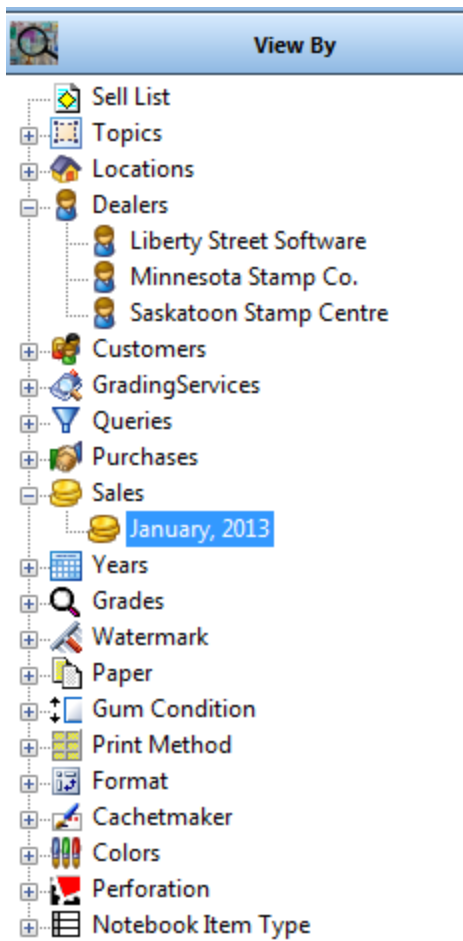 View By
Sell List
Topics
Locations
Dealers
Liberty Street Software
Minnesota Stamp Co.
Saskatoon Stamp Centre
Customers
GradingServices
Queries
Purchases
Sales
January, 2013
Years
Grades
Watermark
Paper
Gum Condition
Print Method
Format
Cachetmaker
Colors
Perforation
Notebook Item Type